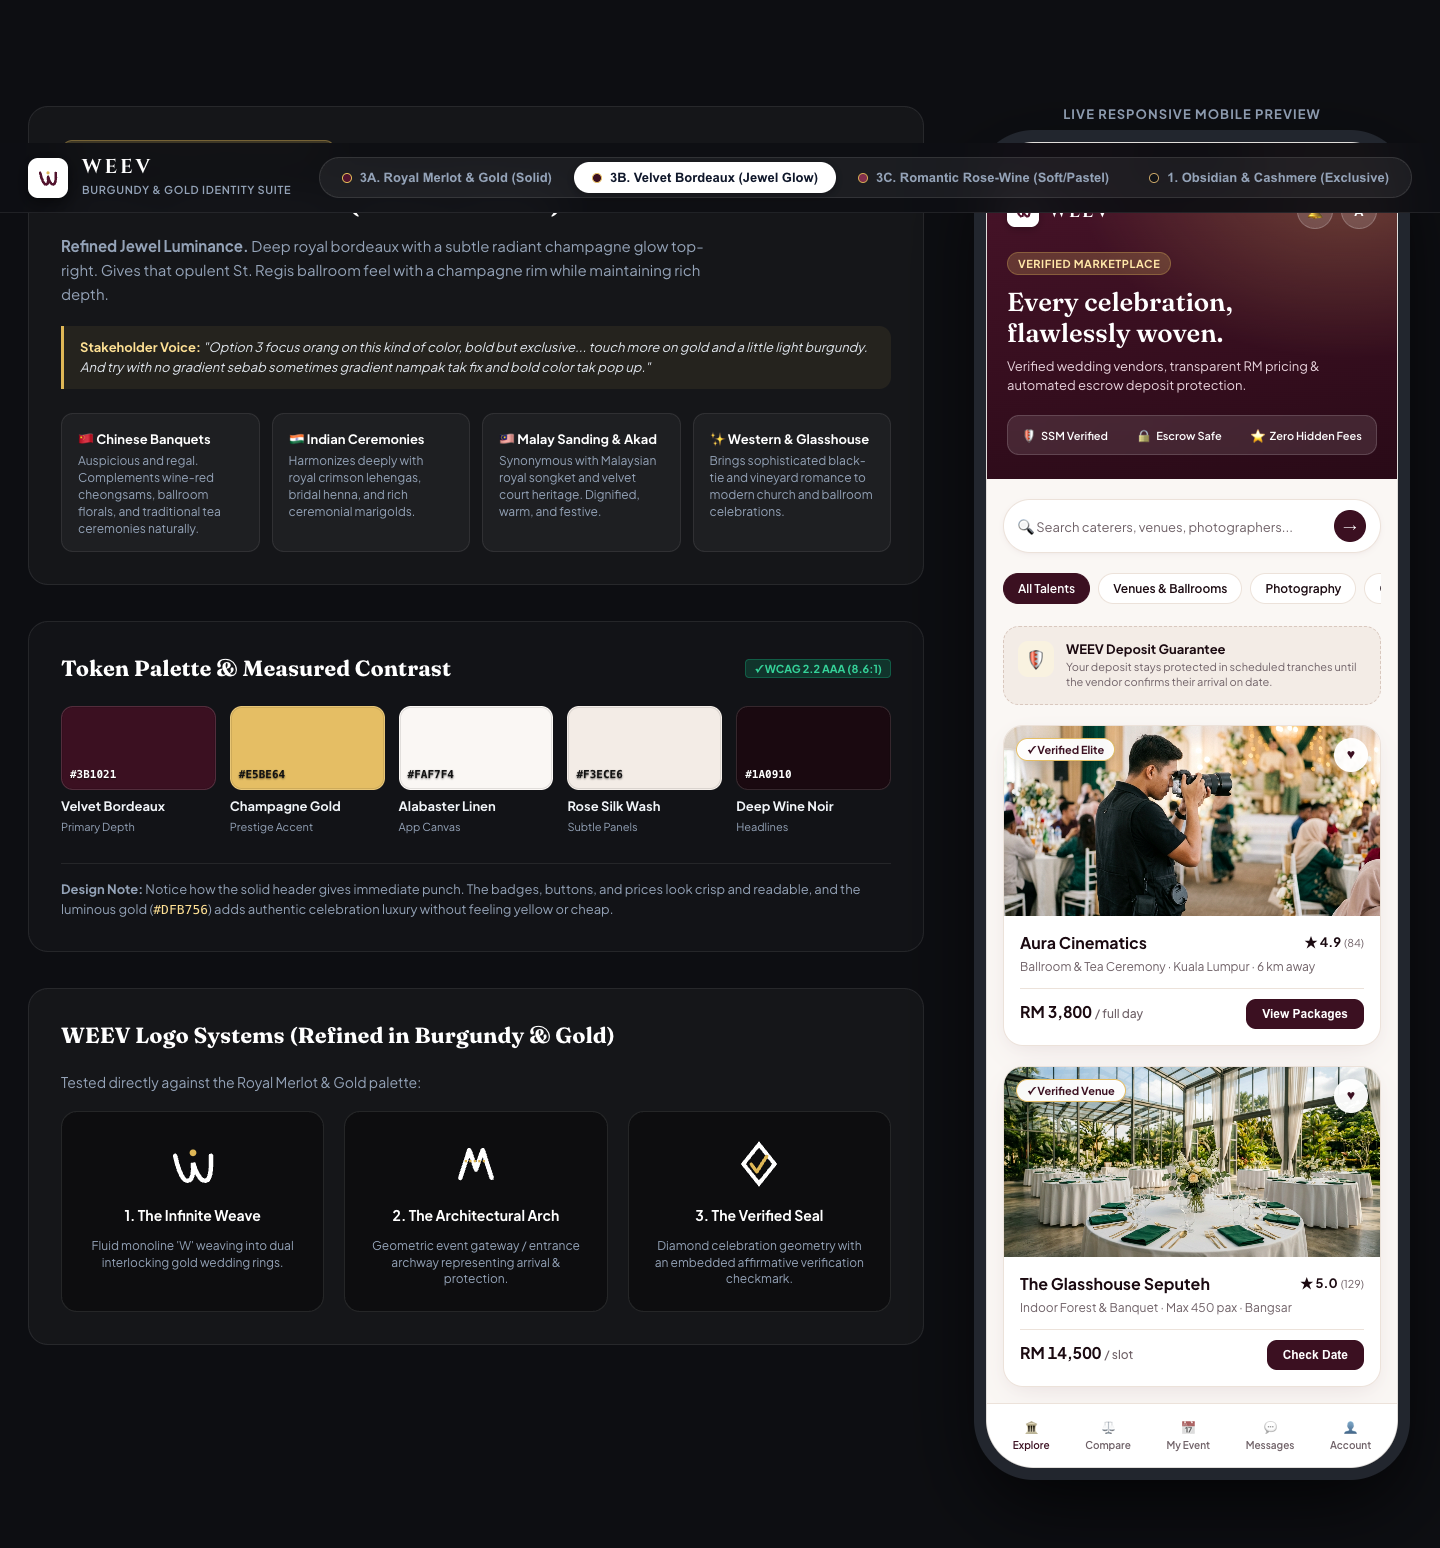 LIVE RESPONSIVE MOBILE PREVIEW
WEEV
BURGUNDY & GOLD IDENTITY SUITE
3A. Royal Merlot & Gold (Solid)
3B. Velvet Bordeaux (Jewel Glow)
3C. Romantic Rose-Wine (Soft/Pastel)
1. Obsidian & Cashmere (Exclusive)
Refined Jewel Luminance. Deep royal bordeaux with a subtle radiant champagne glow top-
right. Gives that opulent St. Regis ballroom feel with a champagne rim while maintaining rich
depth.
Stakeholder Voice: "Option 3 focus orang on this kind of color, bold but exclusive... touch more on gold and a little light burgundy.
And try with no gradient sebab sometimes gradient nampak tak fix and bold color tak pop up."
🇨🇳 Chinese Banquets
Auspicious and regal.
Complements wine-red
cheongsams, ballroom
florals, and traditional tea
ceremonies naturally.
🇮🇳 Indian Ceremonies
Harmonizes deeply with
royal crimson lehengas,
bridal henna, and rich
ceremonial marigolds.
🇲🇾 Malay Sanding & Akad
Synonymous with Malaysian
royal songket and velvet
court heritage. Dignified,
warm, and festive.
✨ Western & Glasshouse
Brings sophisticated black-
tie and vineyard romance to
modern church and ballroom
celebrations.
Token Palette & Measured Contrast
✓ WCAG 2.2 AAA (8.6:1)
#3B1021
Velvet Bordeaux
Primary Depth
#E5BE64
Champagne Gold
Prestige Accent
#FAF7F4
Alabaster Linen
App Canvas
#F3ECE6
Rose Silk Wash
Subtle Panels
#1A0910
Deep Wine Noir
Headlines
Design Note: Notice how the solid header gives immediate punch. The badges, buttons, and prices look crisp and readable, and the
luminous gold (#DFB756) adds authentic celebration luxury without feeling yellow or cheap.
WEEV Logo Systems (Refined in Burgundy & Gold)
Tested directly against the Royal Merlot & Gold palette:
1. The Infinite Weave
Fluid monoline 'W' weaving into dual
interlocking gold wedding rings.
2. The Architectural Arch
Geometric event gateway / entrance
archway representing arrival &
protection.
3. The Verified Seal
Diamond celebration geometry with
an embedded affirmative verification
checkmark.
WEEV
VERIFIED MARKETPLACE
Every celebration,
flawlessly woven.
Verified wedding vendors, transparent RM pricing &
automated escrow deposit protection.
SSM Verified
Escrow Safe
Zero Hidden Fees
Search caterers, venues, photographers...
All Talents
Venues & Ballrooms
Photography
WEEV Deposit Guarantee
Your deposit stays protected in scheduled tranches until
the vendor confirms their arrival on date.
✓ Verified Elite
Aura Cinematics
★ 4.9 (84)
Ballroom & Tea Ceremony · Kuala Lumpur · 6 km away
RM 3,800 / full day
View Packages
✓ Verified Venue
The Glasshouse Seputeh
★ 5.0 (129)
Indoor Forest & Banquet · Max 450 pax · Bangsar
RM 14,500 / slot
Check Date
Explore
Compare
My Event
Messages
Account